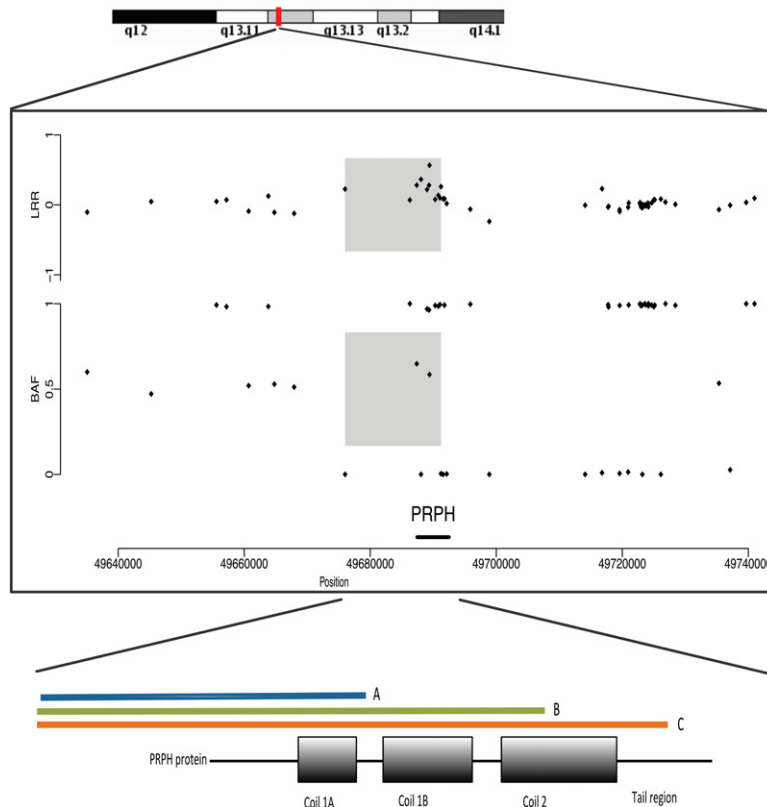 q12 q13.11 q13.13 q13.2 q14.1
LRR
1
0
−1
BAF
1
0.5
0
PRPH
49640000 49660000 49680000 49700000 49720000 4974000
Position
A
B
C
PRPH protein
Coil 1A Coil 1B Coil 2 Tail region